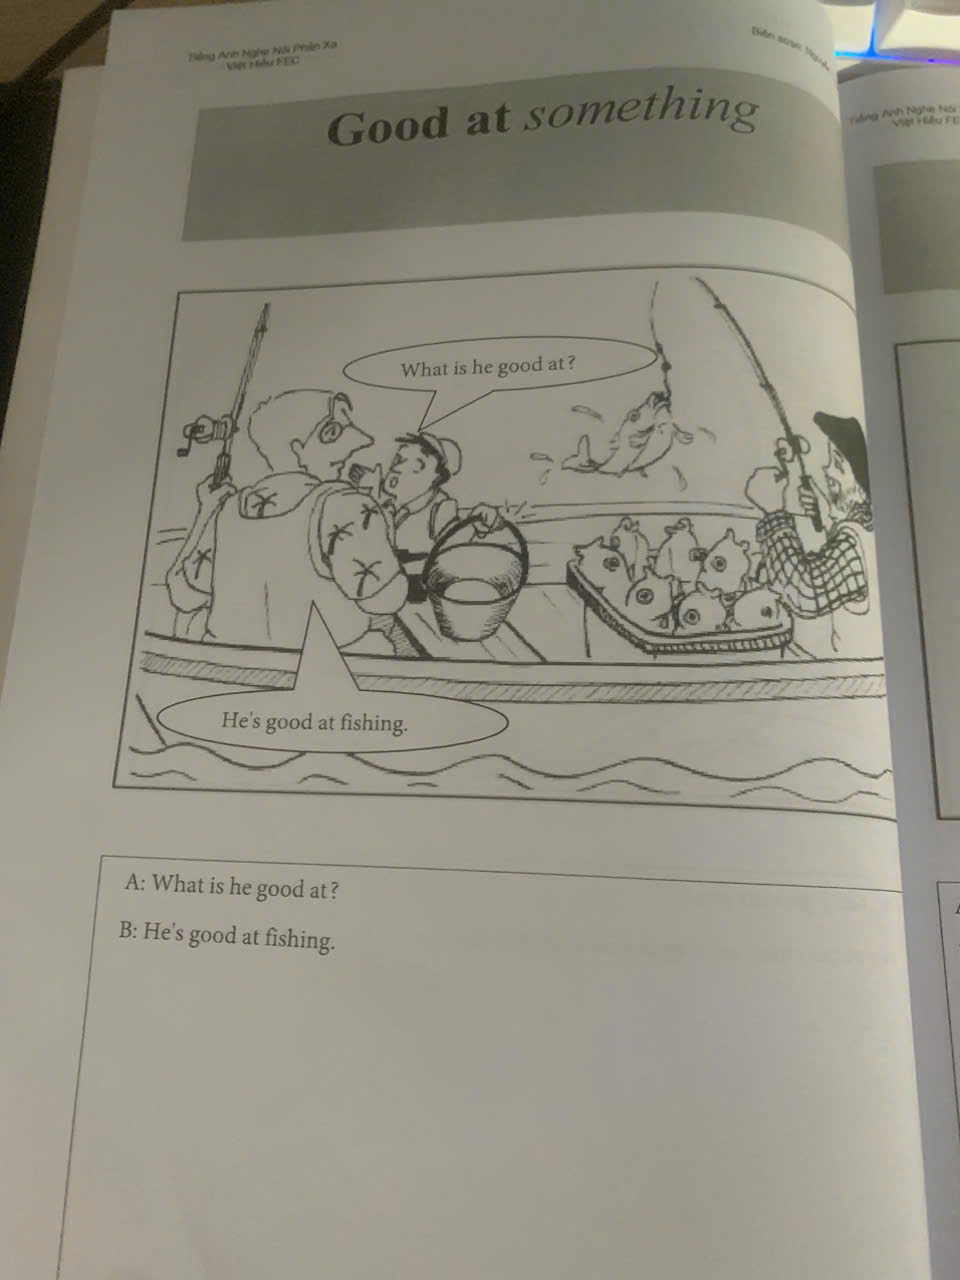 Tiếng Anh Nghe Nói Phản Xạ
Việt Hiếu FEC
Biên soạn:
Good at something
What is he good at?
He's good at fishing.
A: What is he good at?
B: He's good at fishing.
Tiếng Anh Nghe Nói
Việt Hiếu